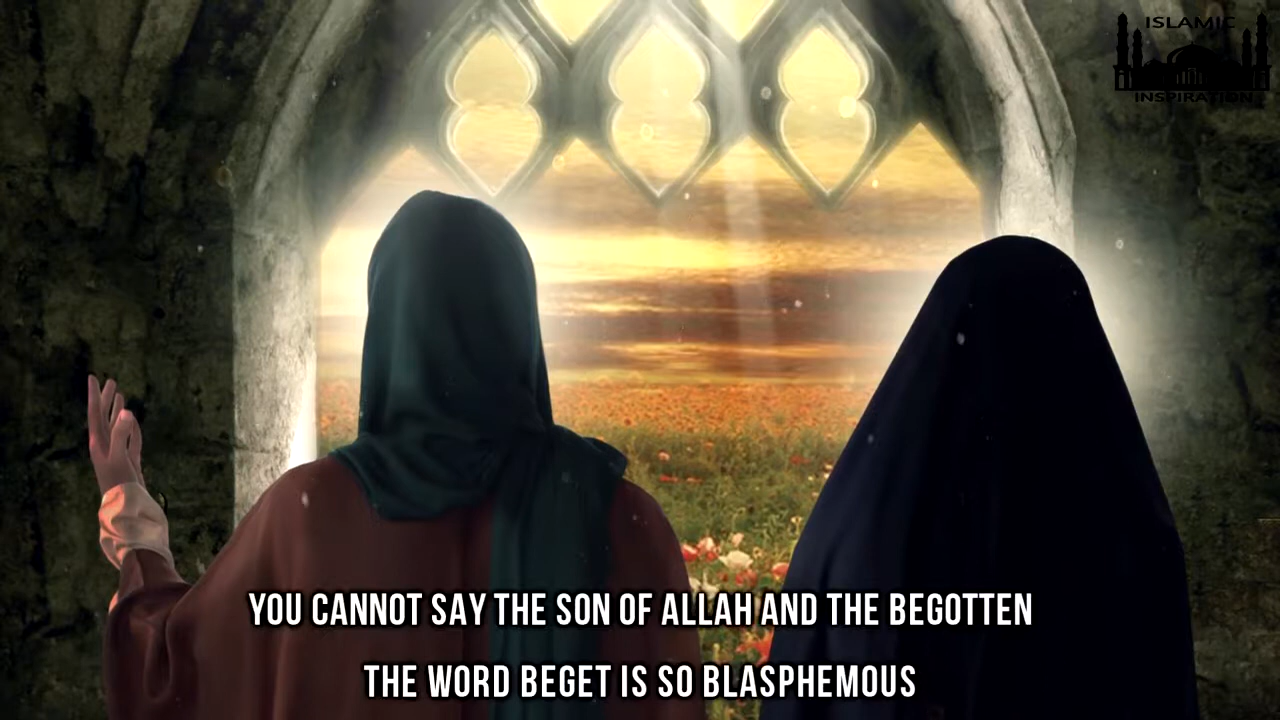 ISLAMIC
INSPIRATION
YOU CANNOT SAY THE SON OF ALLAH AND THE BEGOTTEN
THE WORD BEGET IS SO BLASPHEMOUS